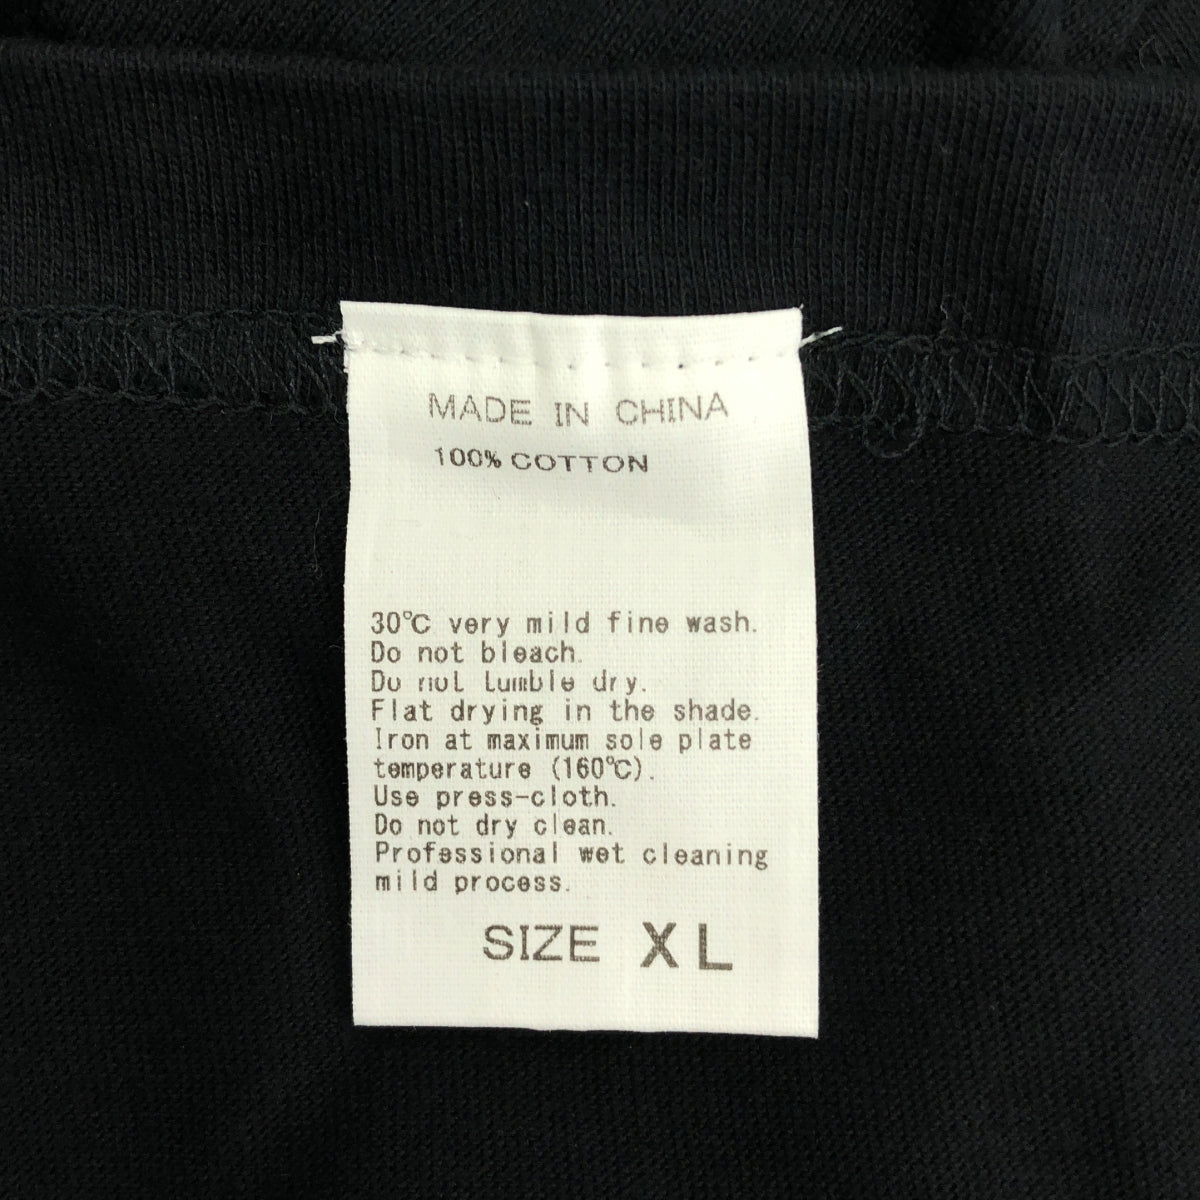 MADE IN CHINA
100% COTTON
30℃ very mild fine wash.
Do not bleach.
Do not tumble dry.
Flat drying in the shade.
Iron at maximum sole plate
temperature (160℃).
Use press-cloth.
Do not dry clean.
Professional wet cleaning
mild process.
SIZE XL